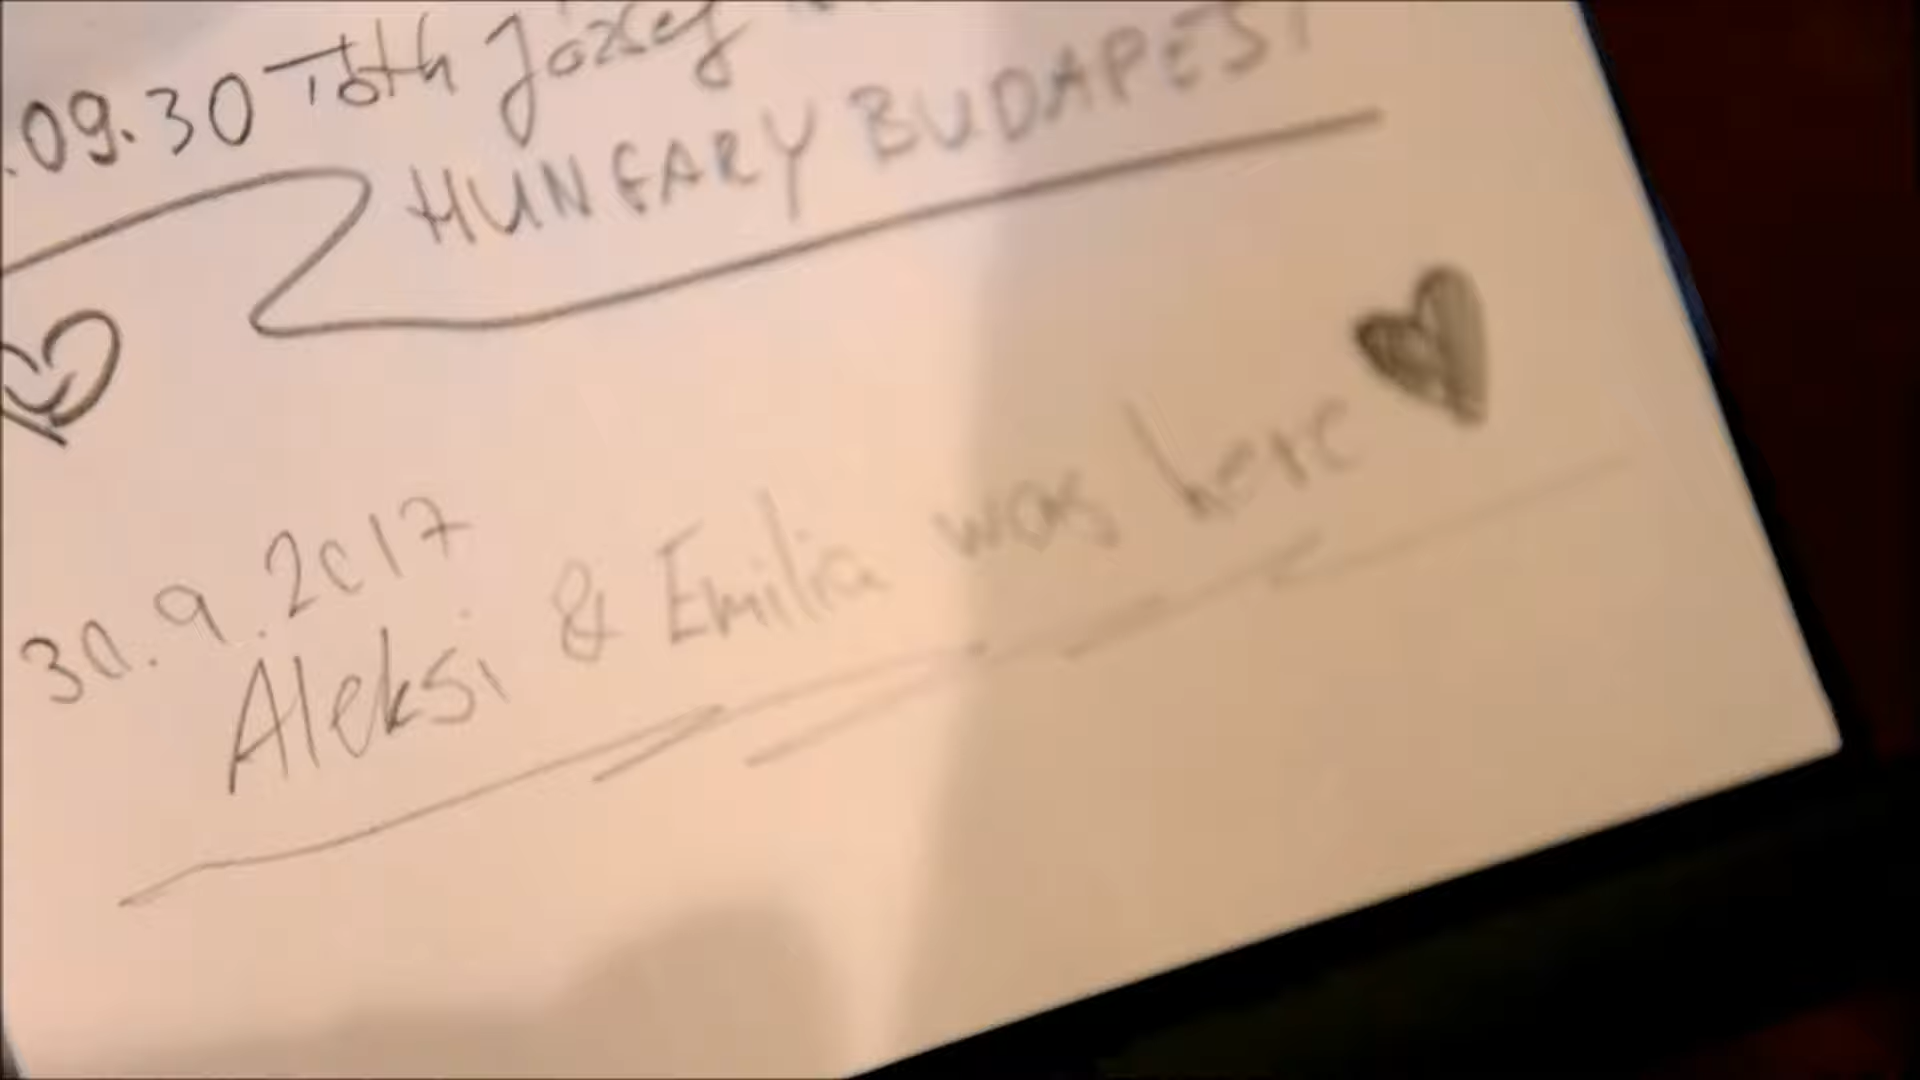 .09.30 Tóth József
HUNGARY BUDAPEST
30.9.2017
Aleksi & Emilia was here